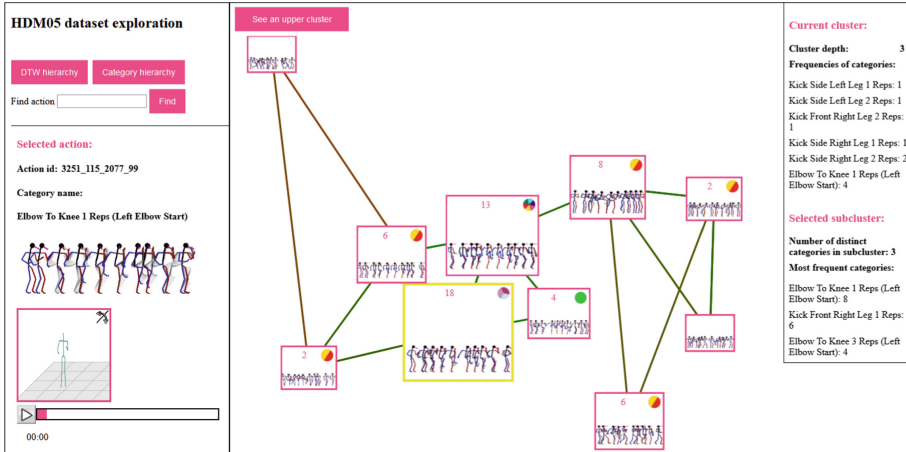 HDM05 dataset exploration
DTW hierarchy
Category hierarchy
Find action
Find
Selected action:
Action id: 3251_115_2077_99
Category name:
Elbow To Knee 1 Reps (Left Elbow Start)
00:00
See an upper cluster
8
2
13
6
18
4
2
6
Current cluster:
Cluster depth: 3
Frequencies of categories:
Kick Side Left Leg 1 Reps: 1
Kick Side Left Leg 2 Reps: 1
Kick Front Right Leg 2 Reps:
1
Kick Side Right Leg 1 Reps: 1
Kick Side Right Leg 2 Reps: 2
Elbow To Knee 1 Reps (Left
Elbow Start): 4
Selected subcluster:
Number of distinct
categories in subcluster: 3
Most frequent categories:
Elbow To Knee 1 Reps (Left
Elbow Start): 8
Kick Front Right Leg 1 Reps:
6
Elbow To Knee 3 Reps (Left
Elbow Start): 4